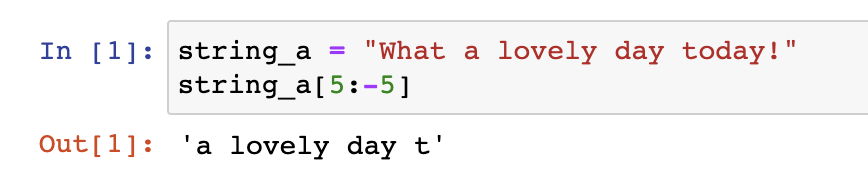 In [1]: string_a = "What a lovely day today!"
string_a[5:-5]
Out[1]: 'a lovely day t'